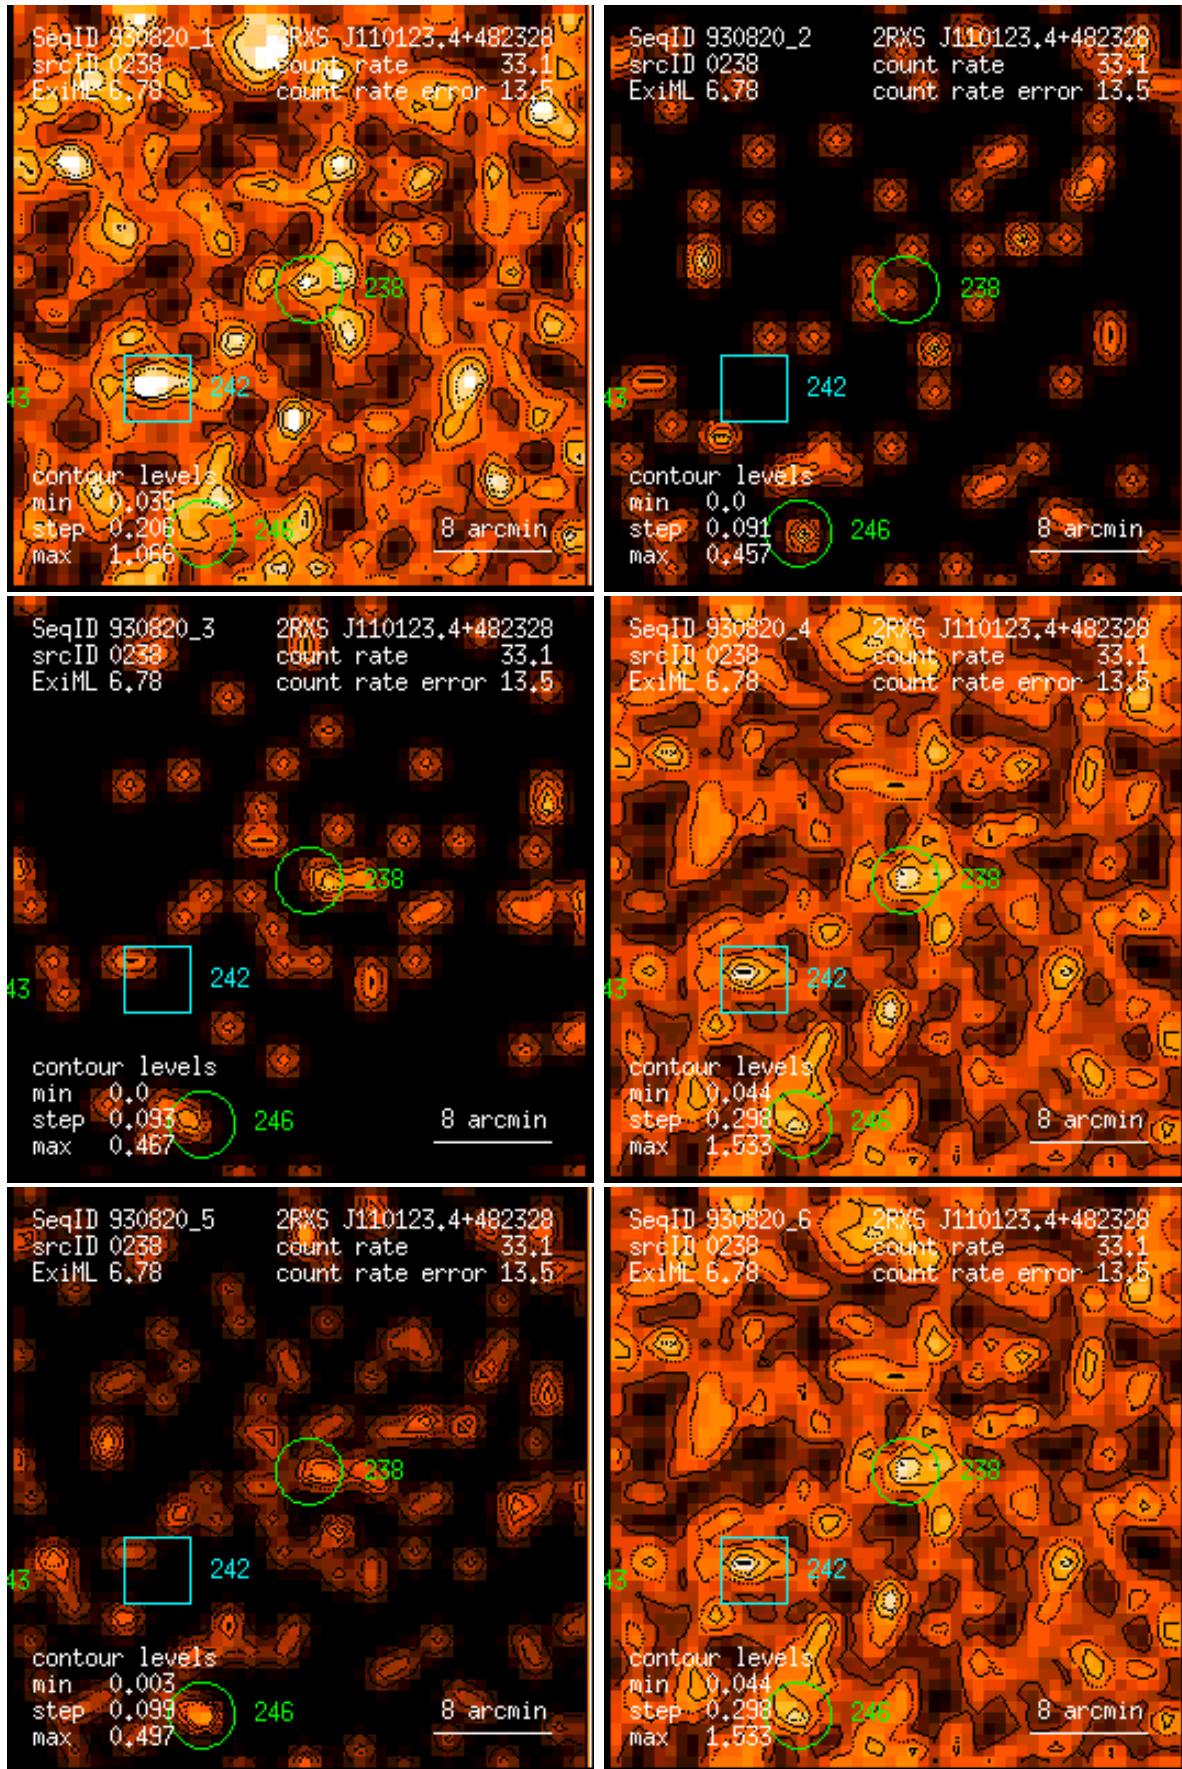 SeqID 930820_1 2RXS J110123.4+482328
srcID 0238 count rate 33.1
ExiML 6.78 count rate error 13.5
238
242
43
contour levels
min 0.035
step 0.206 246 8 arcmin
max 1.066
SeqID 930820_2 2RXS J110123.4+482328
srcID 0238 count rate 33.1
ExiML 6.78 count rate error 13.5
238
242
43
contour levels
min 0.0
step 0.091 246 8 arcmin
max 0.457
SeqID 930820_3 2RXS J110123.4+482328
srcID 0238 count rate 33.1
ExiML 6.78 count rate error 13.5
238
242
43
contour levels
min 0.0
step 0.093 246 8 arcmin
max 0.467
SeqID 930820_4 2RXS J110123.4+482328
srcID 0238 count rate 33.1
ExiML 6.78 count rate error 13.5
238
242
43
contour levels
min 0.044
step 0.298 246 8 arcmin
max 1.533
SeqID 930820_5 2RXS J110123.4+482328
srcID 0238 count rate 33.1
ExiML 6.78 count rate error 13.5
238
242
43
contour levels
min 0.003
step 0.099 246 8 arcmin
max 0.497
SeqID 930820_6 2RXS J110123.4+482328
srcID 0238 count rate 33.1
ExiML 6.78 count rate error 13.5
238
242
43
contour levels
min 0.044
step 0.298 246 8 arcmin
max 1.533